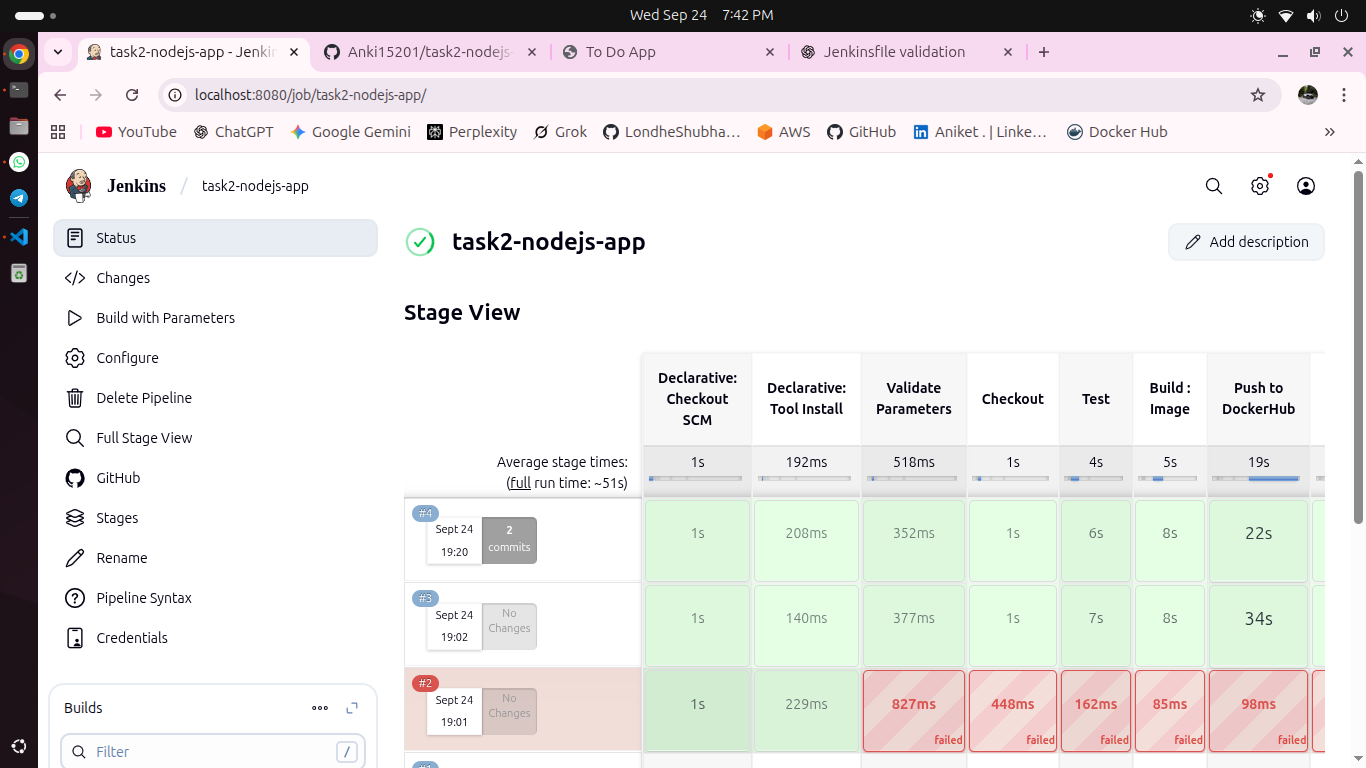 Wed Sep 24 7:42 PM
task2-nodejs-app - Jenkin
Anki15201/task2-nodejs-
To Do App
Jenkinsfile validation
localhost:8080/job/task2-nodejs-app/
YouTube
ChatGPT
Google Gemini
Perplexity
Grok
LondheShubha...
AWS
GitHub
Aniket . | Linke...
Docker Hub
Jenkins / task2-nodejs-app
Status
Changes
Build with Parameters
Configure
Delete Pipeline
Full Stage View
GitHub
Stages
Rename
Pipeline Syntax
Credentials
Builds
Filter /
task2-nodejs-app
Add description
Stage View
Declarative:
Checkout
SCM
Declarative:
Tool Install
Validate
Parameters
Checkout
Test
Build :
Image
Push to
DockerHub
Average stage times:
(full run time: ~51s)
1s 192ms 518ms 1s 4s 5s 19s
#4
Sept 24
19:20
2
commits
1s 208ms 352ms 1s 6s 8s 22s
#3
Sept 24
19:02
No
Changes
1s 140ms 377ms 1s 7s 8s 34s
#2
Sept 24
19:01
No
Changes
1s 229ms 827ms 448ms 162ms 85ms 98ms
failed failed failed failed failed